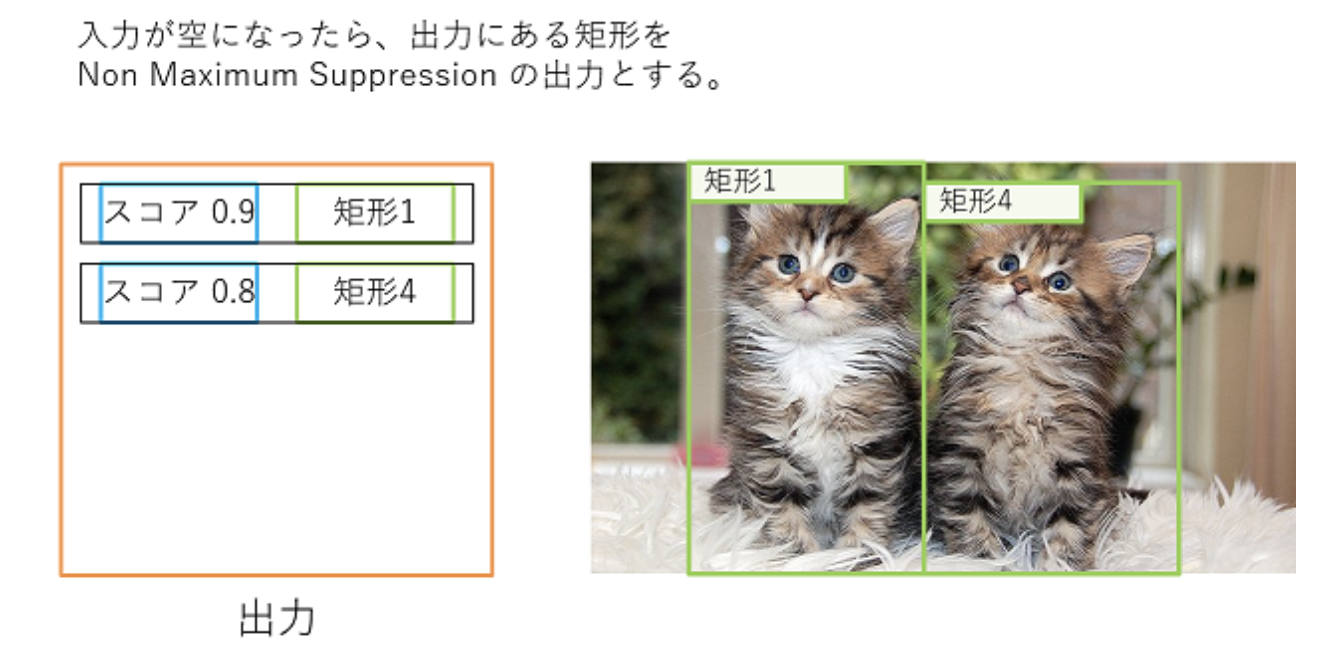 入力が空になったら、出力にある矩形を
Non Maximum Suppression の出力とする。
スコア 0.9 矩形1
スコア 0.8 矩形4
出力
矩形1
矩形4